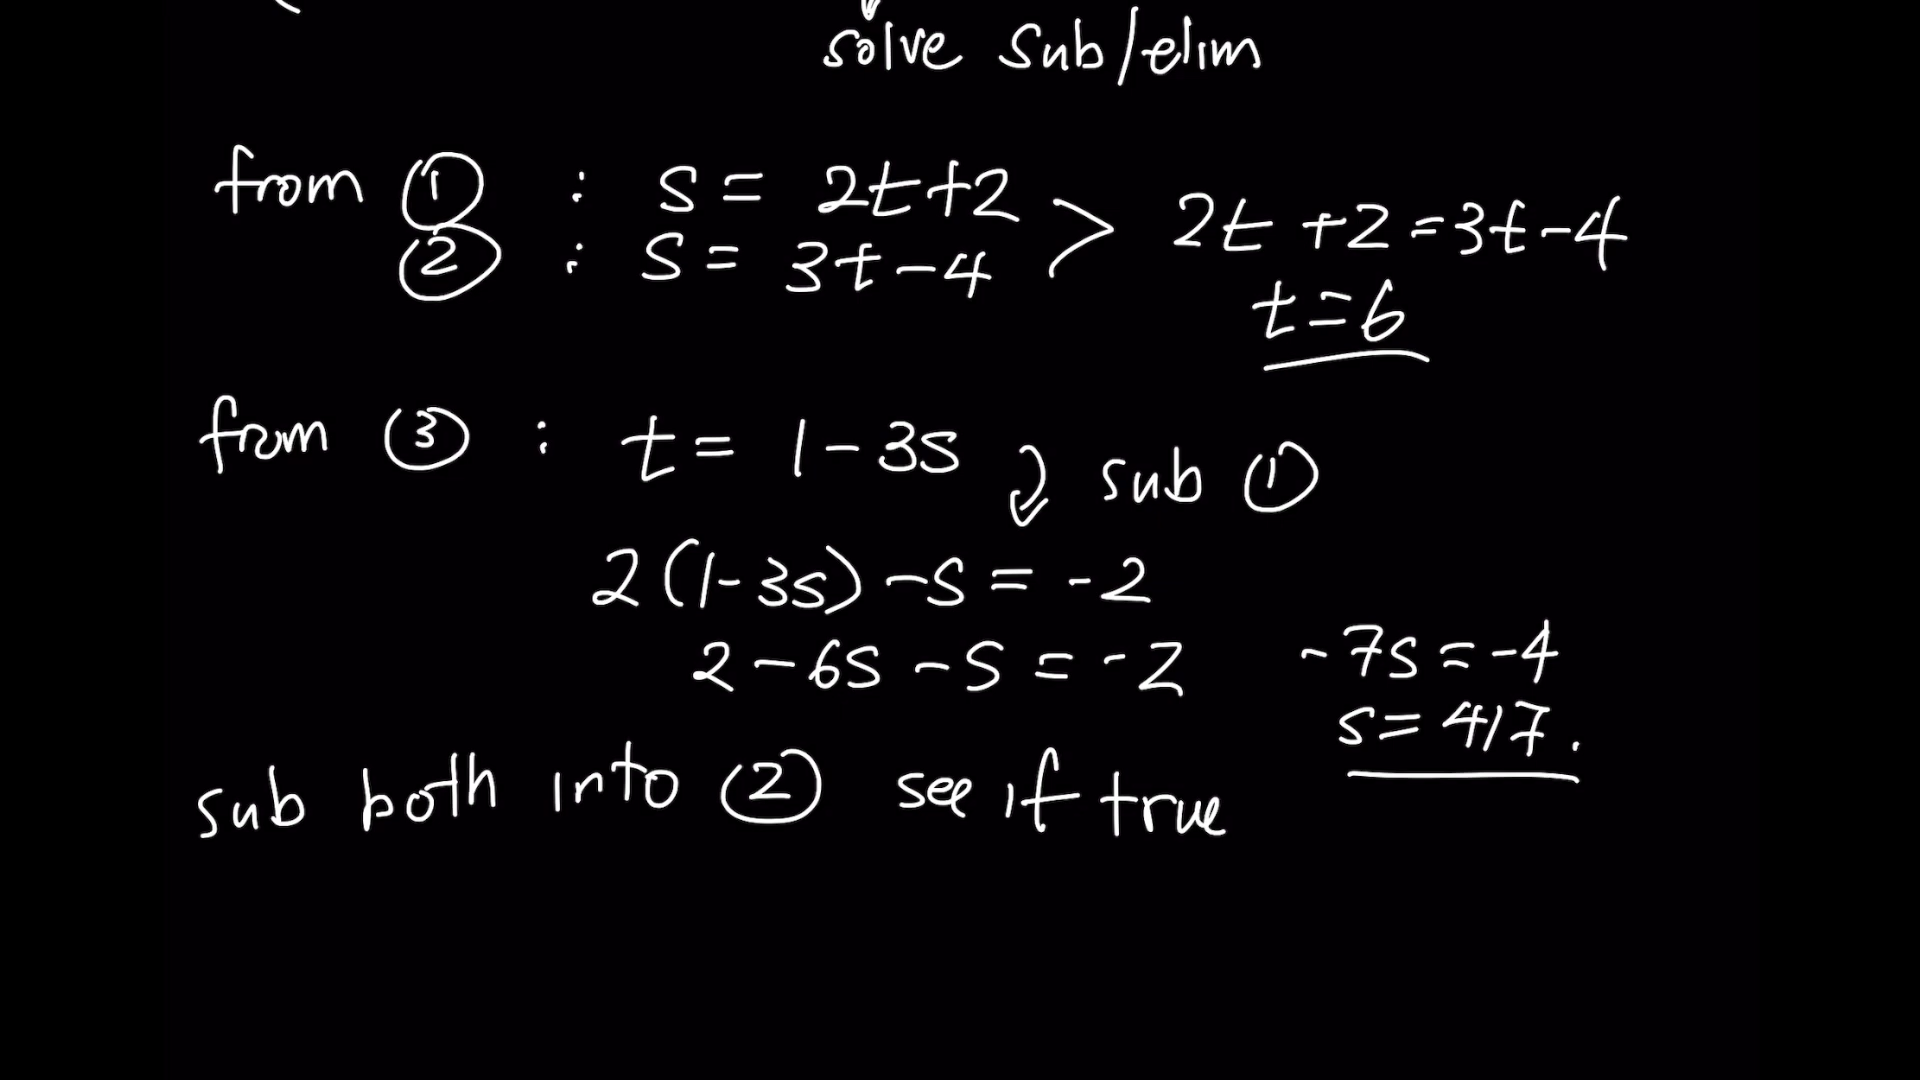 solve sub/elim
from ① : s = 2t+2 > 2t+2=3t-4
② : s = 3t-4
t=6
from ③ : t = 1-3s sub ①
2(1-3s)-s = -2
2-6s-s = -2 -7s=-4
s=4/7.
sub both into ② see if true